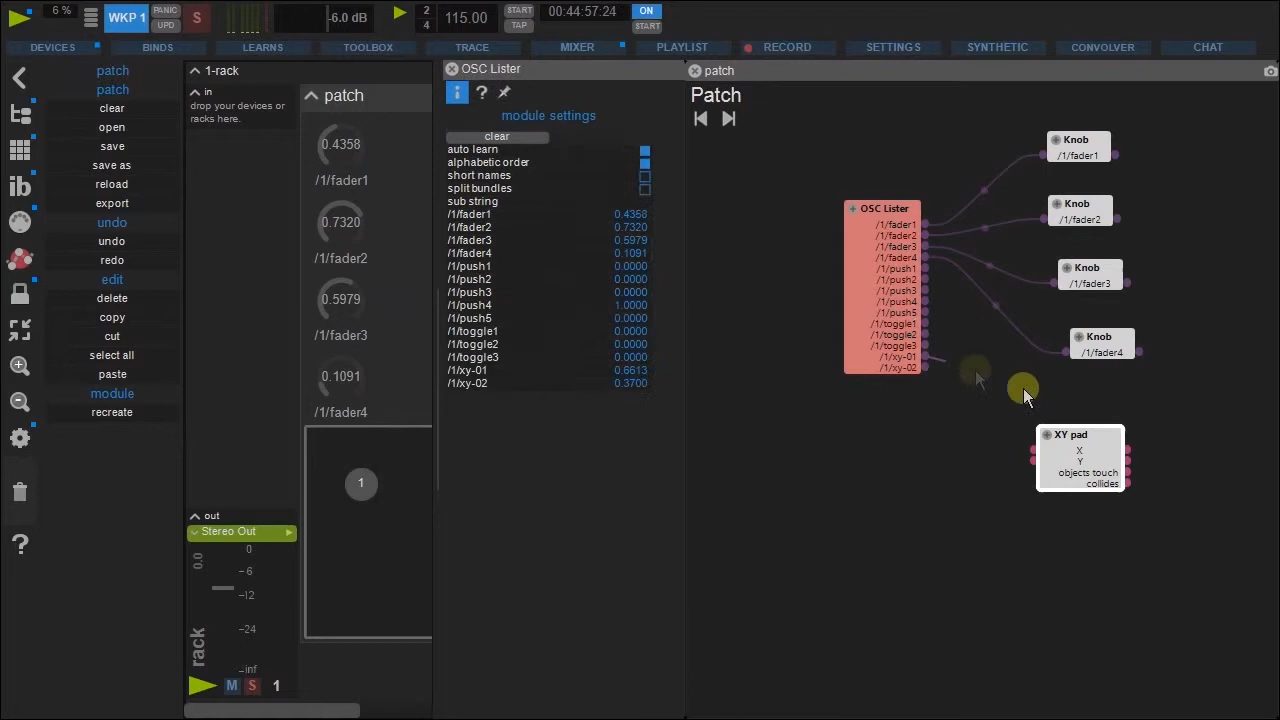 6 %
WKP 1
PANIC
UPD
S
-6.0 dB
2
4
115.00
START
TAP
00:44:57:24
ON
START
DEVICES
BINDS
LEARNS
TOOLBOX
TRACE
MIXER
PLAYLIST
RECORD
SETTINGS
SYNTHETIC
CONVOLVER
CHAT
patch
patch
clear
open
save
save as
reload
export
undo
undo
redo
edit
delete
copy
cut
select all
paste
module
recreate
ib
?
1-rack
in
drop your devices or
racks here.
out
Stereo Out
0.0
0
-6
-12
-24
-inf
rack
M
S
1
patch
0.4358
/1/fader1
0.7320
/1/fader2
0.5979
/1/fader3
0.1091
/1/fader4
1
OSC Lister
i
?
module settings
clear
auto learn
alphabetic order
short names
split bundles
sub string
/1/fader1 0.4358
/1/fader2 0.7320
/1/fader3 0.5979
/1/fader4 0.1091
/1/push1 0.0000
/1/push2 0.0000
/1/push3 0.0000
/1/push4 1.0000
/1/push5 0.0000
/1/toggle1 0.0000
/1/toggle2 0.0000
/1/toggle3 0.0000
/1/xy-01 0.6613
/1/xy-02 0.3700
patch
Patch
OSC Lister
/1/fader1
/1/fader2
/1/fader3
/1/fader4
/1/push1
/1/push2
/1/push3
/1/push4
/1/push5
/1/toggle1
/1/toggle2
/1/toggle3
/1/xy-01
/1/xy-02
Knob
/1/fader1
Knob
/1/fader2
Knob
/1/fader3
Knob
/1/fader4
XY pad
X
Y
objects touch
collides